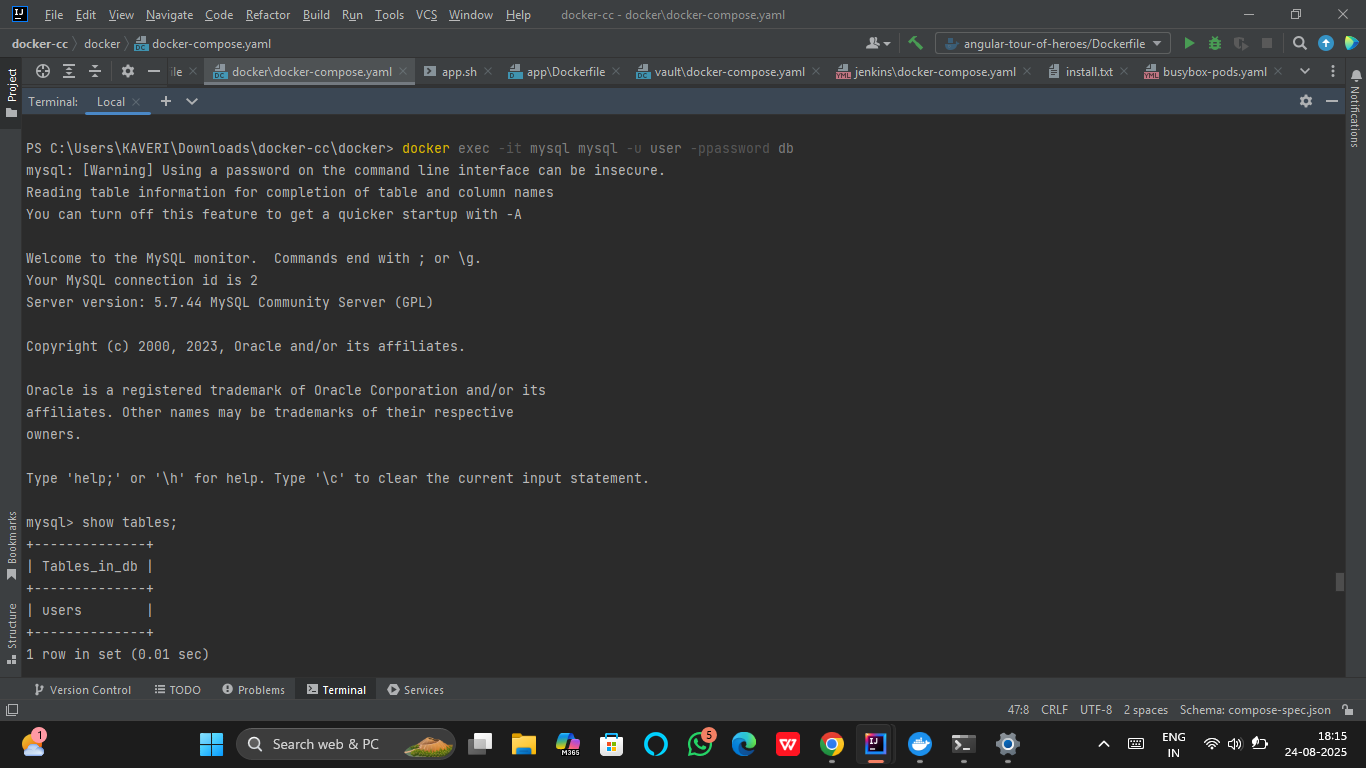 File Edit View Navigate Code Refactor Build Run Tools VCS Window Help docker-cc - docker\docker-compose.yaml
docker-cc docker docker-compose.yaml angular-tour-of-heroes/Dockerfile
Project
ile docker\docker-compose.yaml app.sh app\Dockerfile vault\docker-compose.yaml jenkins\docker-compose.yaml install.txt busybox-pods.yaml
Notifications
Terminal: Local
PS C:\Users\KAVERI\Downloads\docker-cc\docker> docker exec -it mysql mysql -u user -ppassword db
mysql: [Warning] Using a password on the command line interface can be insecure.
Reading table information for completion of table and column names
You can turn off this feature to get a quicker startup with -A
Welcome to the MySQL monitor.  Commands end with ; or \g.
Your MySQL connection id is 2
Server version: 5.7.44 MySQL Community Server (GPL)
Copyright (c) 2000, 2023, Oracle and/or its affiliates.
Oracle is a registered trademark of Oracle Corporation and/or its
affiliates. Other names may be trademarks of their respective
owners.
Type 'help;' or '\h' for help. Type '\c' to clear the current input statement.
mysql> show tables;
+--------------+
| Tables_in_db |
+--------------+
| users        |
+--------------+
1 row in set (0.01 sec)
Bookmarks
Structure
Version Control TODO Problems Terminal Services
47:8 CRLF UTF-8 2 spaces Schema: compose-spec.json
1 Search web & PC M365 5 ENG IN 18:15 24-08-2025